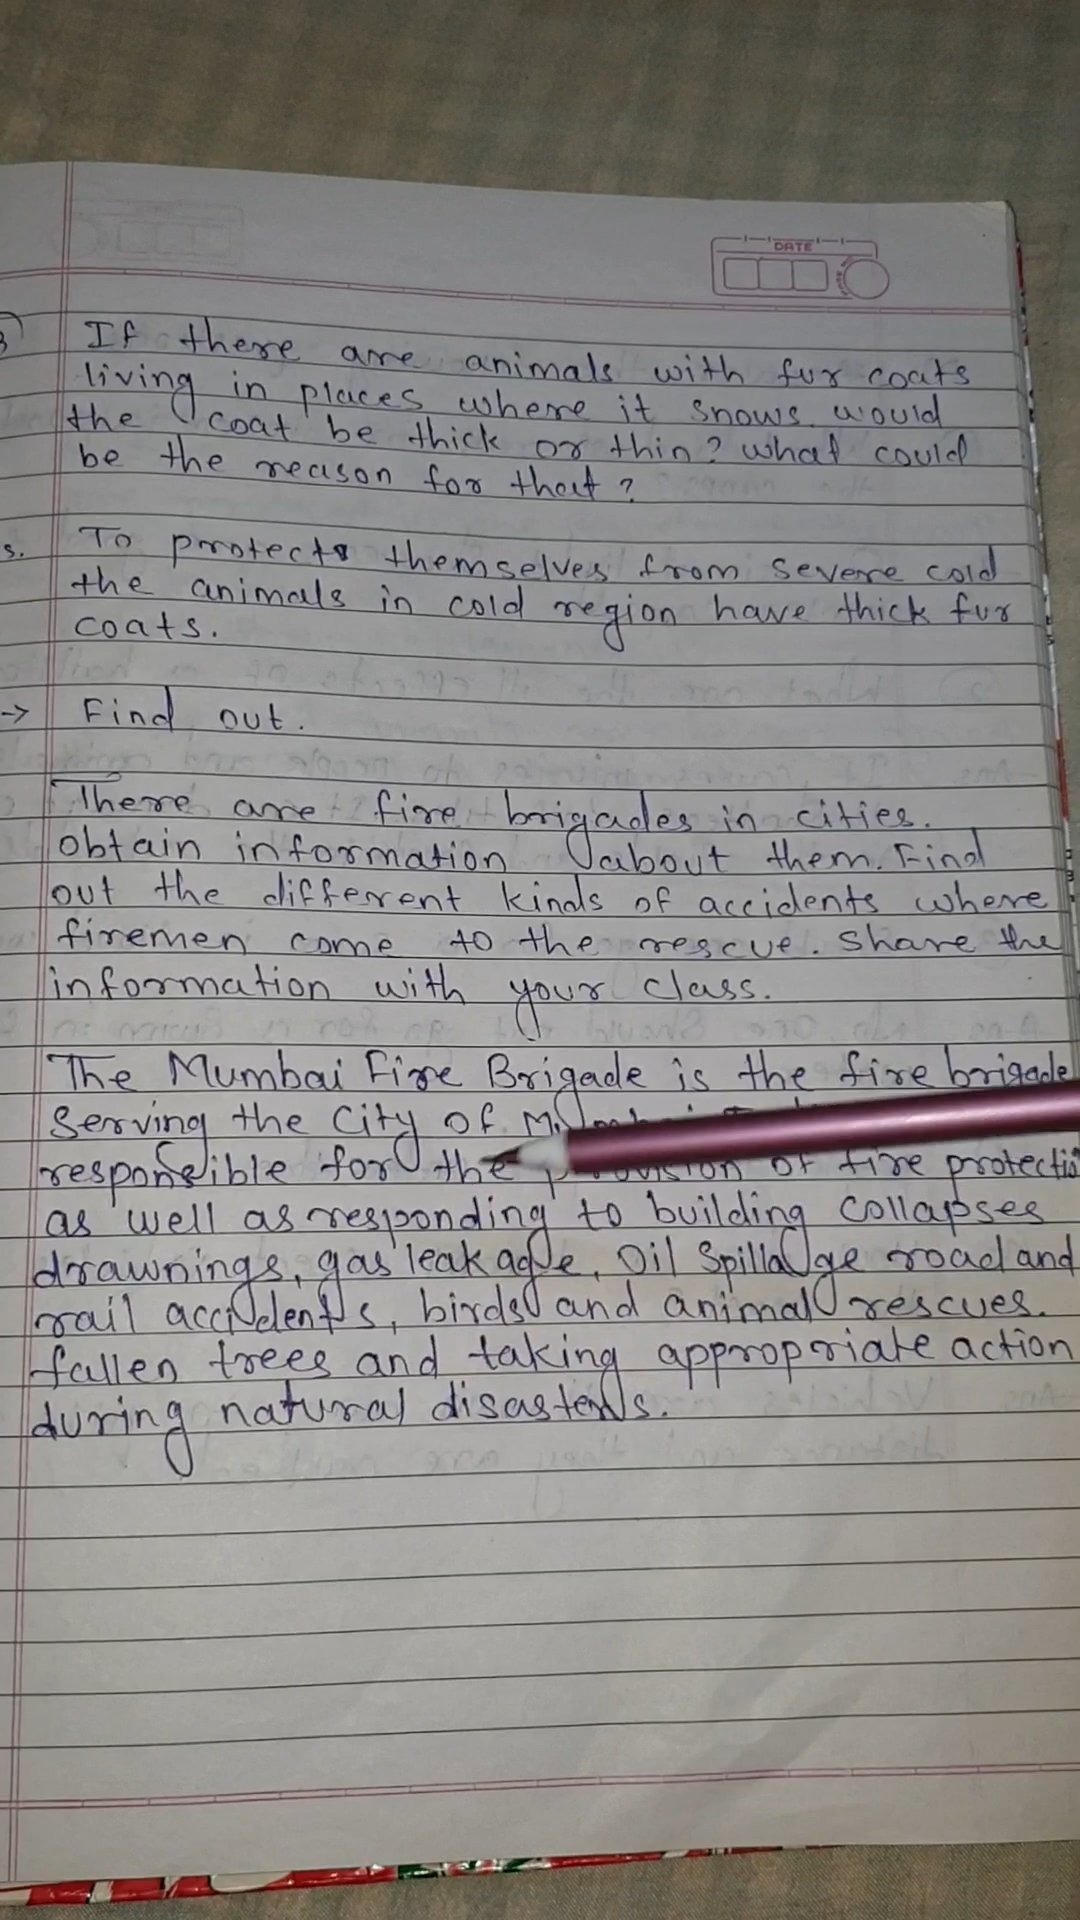 DATE
If there are animals with fur coats
living in places where it snows. would
the coat be thick or thin? what could
be the reason for that?
s. To protects themselves from severe cold
the animals in cold region have thick fur
coats.
→ Find out.
There are fire brigades in cities.
obtain information about them. Find
out the different kinds of accidents where
firemen come to the rescue. Share the
information with your class.
The Mumbai Fire Brigade is the fire brigade
Serving the City of
responsible for the provision of fire protectio
as well as responding to building collapses
drawnings, gas leakage, Oil Spillage road and
rail accidents, birds and animal rescues.
fallen trees and taking appropriate action
during natural disasters.